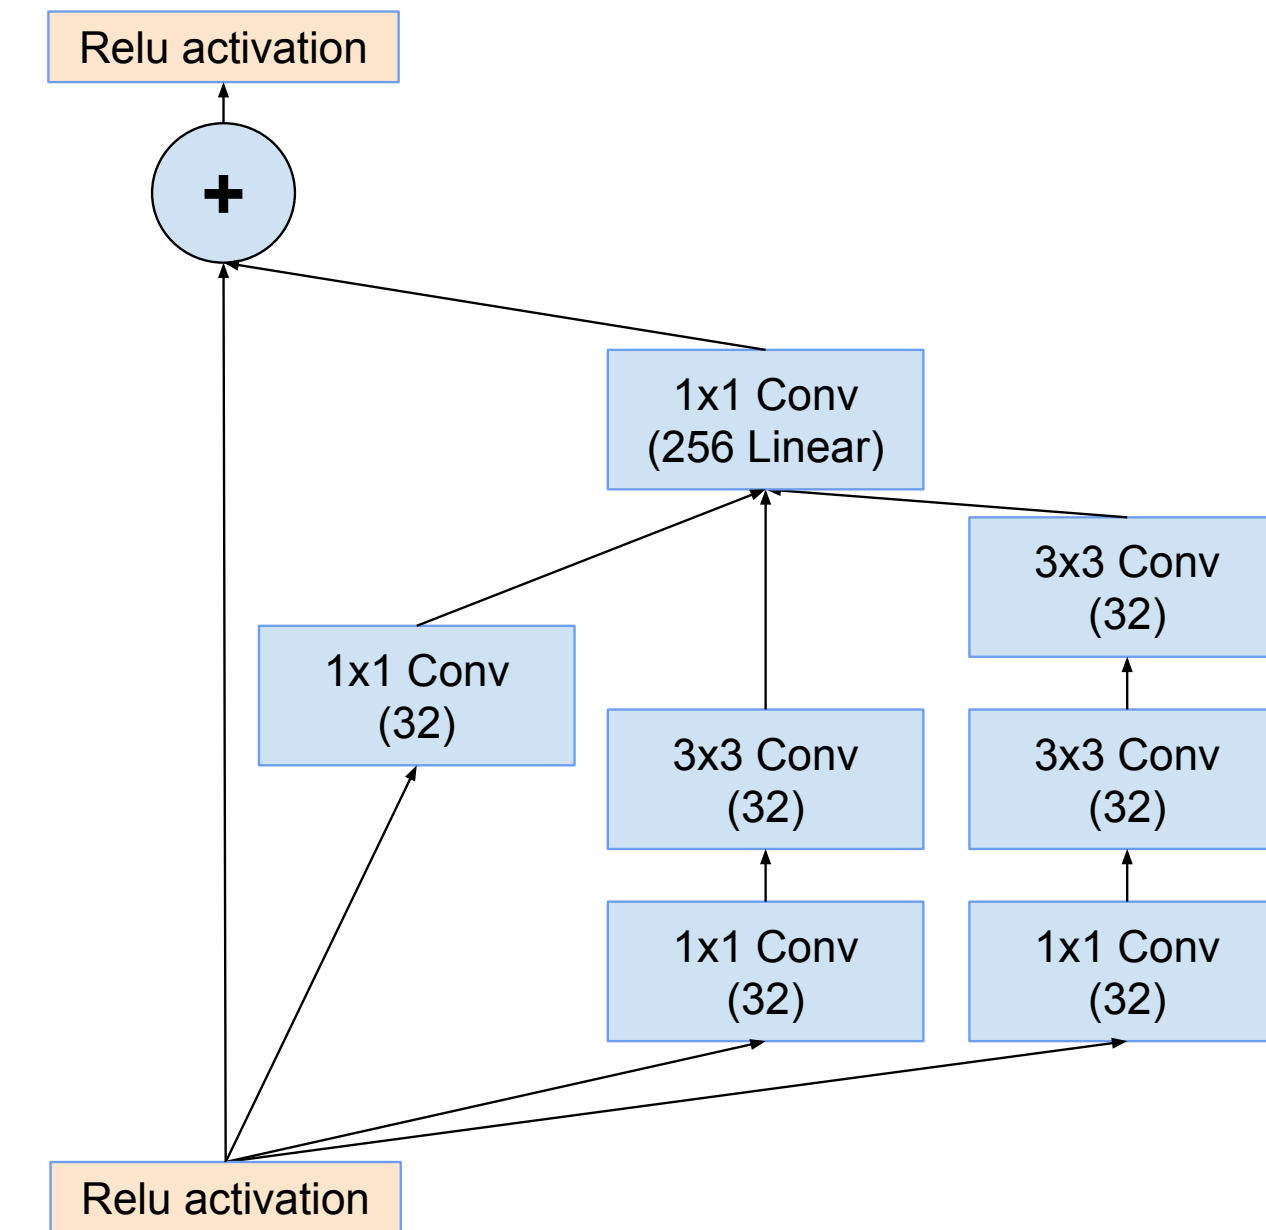 Relu activation
+
1x1 Conv
(256 Linear)
3x3 Conv
(32)
1x1 Conv
(32)
3x3 Conv
(32)
3x3 Conv
(32)
1x1 Conv
(32)
1x1 Conv
(32)
Relu activation